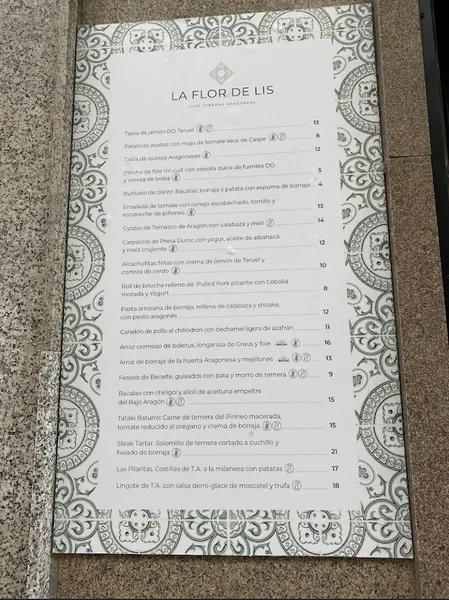 LA FLOR DE LIS
ALTA TABERNA ARAGONESA
Tabla de jamón DO Teruel 13
Pataticas asadas con mojo de tomate seco de Caspe 8
Tabla de quesos Aragoneses 12
Pincho de foie mi-cuit con cebolla dulce de fuentes DO
y cereza de bolea 5
Buñuelo de cierzo: Bacalao, borraja y patata con espuma de borraja 4
Ensalada de tomate con conejo escabechado, tomillo y
escabeche de piñones 13
Gyozas de Ternasco de Aragón con calabaza y miel 14
Carpaccio de Presa Duroc con yogur, aceite de albahaca
y maíz chajiente 12
Alcachofitas fritas con crema de jamón de Teruel y
corteza de cerdo 10
Roll de brioche relleno de Pulled Pork picante con Cebolla
morada y Yogurt 8
Pasta artesana de borraja, rellena de calabaza y shitake,
con pesto aragonés 12
Canelón de pollo al chilindrón con bechamel ligera de azafrán 11
Arroz cremoso de boletus, longaniza de Graus y foie 16
Arroz de borraja de la huerta Aragonesa y mejillones 13
Fessols de Beceite, guisados con pata y morro de ternera 9
Bacalao con chirigol y alioli de aceituna empeltre
del Bajo Aragón 15
Tataki Baturro: Carne de ternera del Pirineo macerada,
tomate reducido al orégano y crema de borraja 15
Steak Tartar. Solomillo de ternera cortado a cuchillo y
helado de borraja 21
Las Pilaritas. Costillas de T.A. a la milanesa con patatas 17
Lingote de T.A. con salsa demi-glace de moscatel y trufa 18